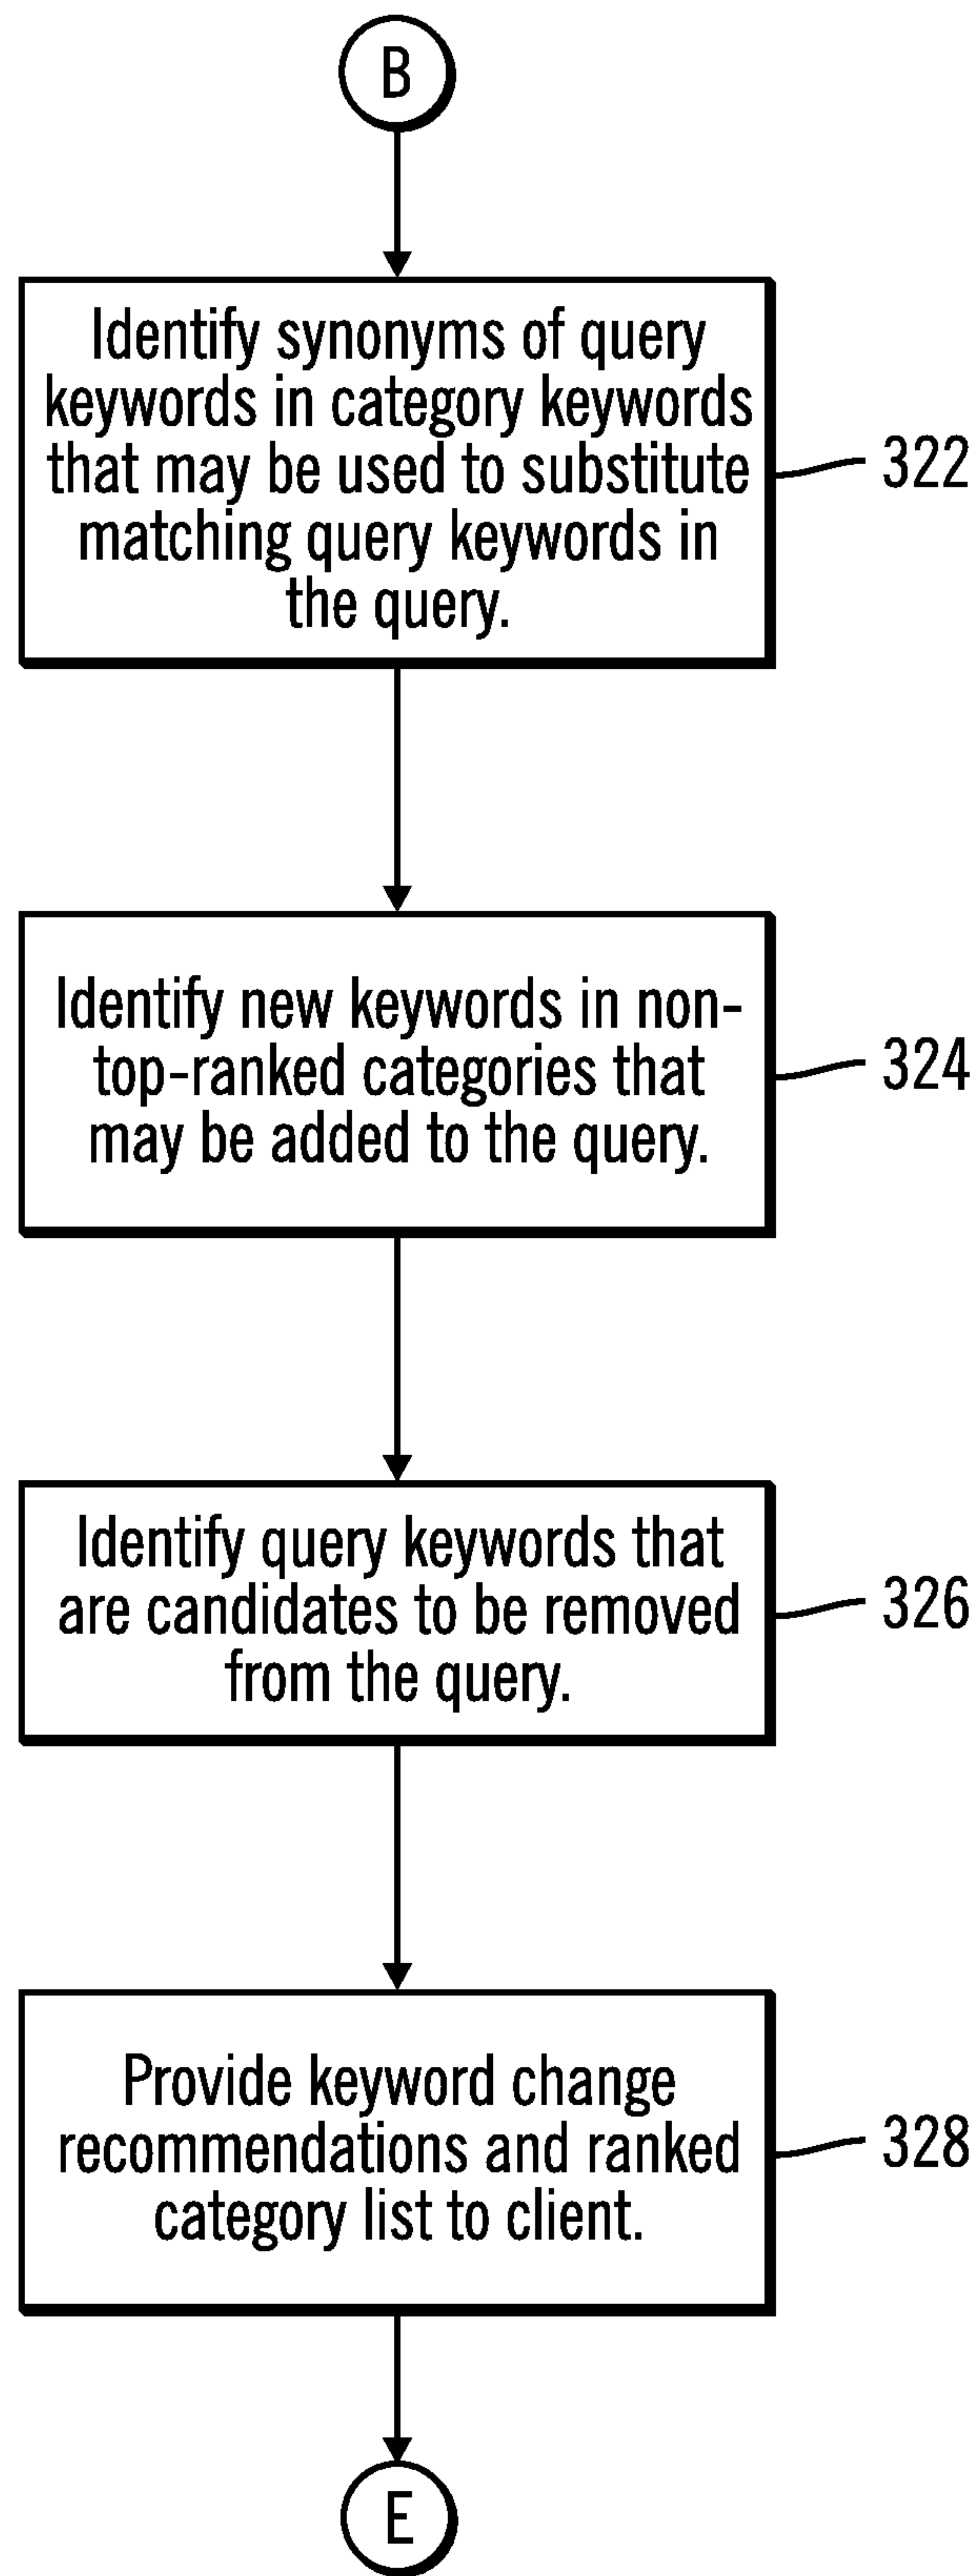 B
Identify synonyms of query
keywords in category keywords
that may be used to substitute
matching query keywords in
the query.
322
Identify new keywords in non-
top-ranked categories that
may be added to the query.
324
Identify query keywords that
are candidates to be removed
from the query.
326
Provide keyword change
recommendations and ranked
category list to client.
328
E